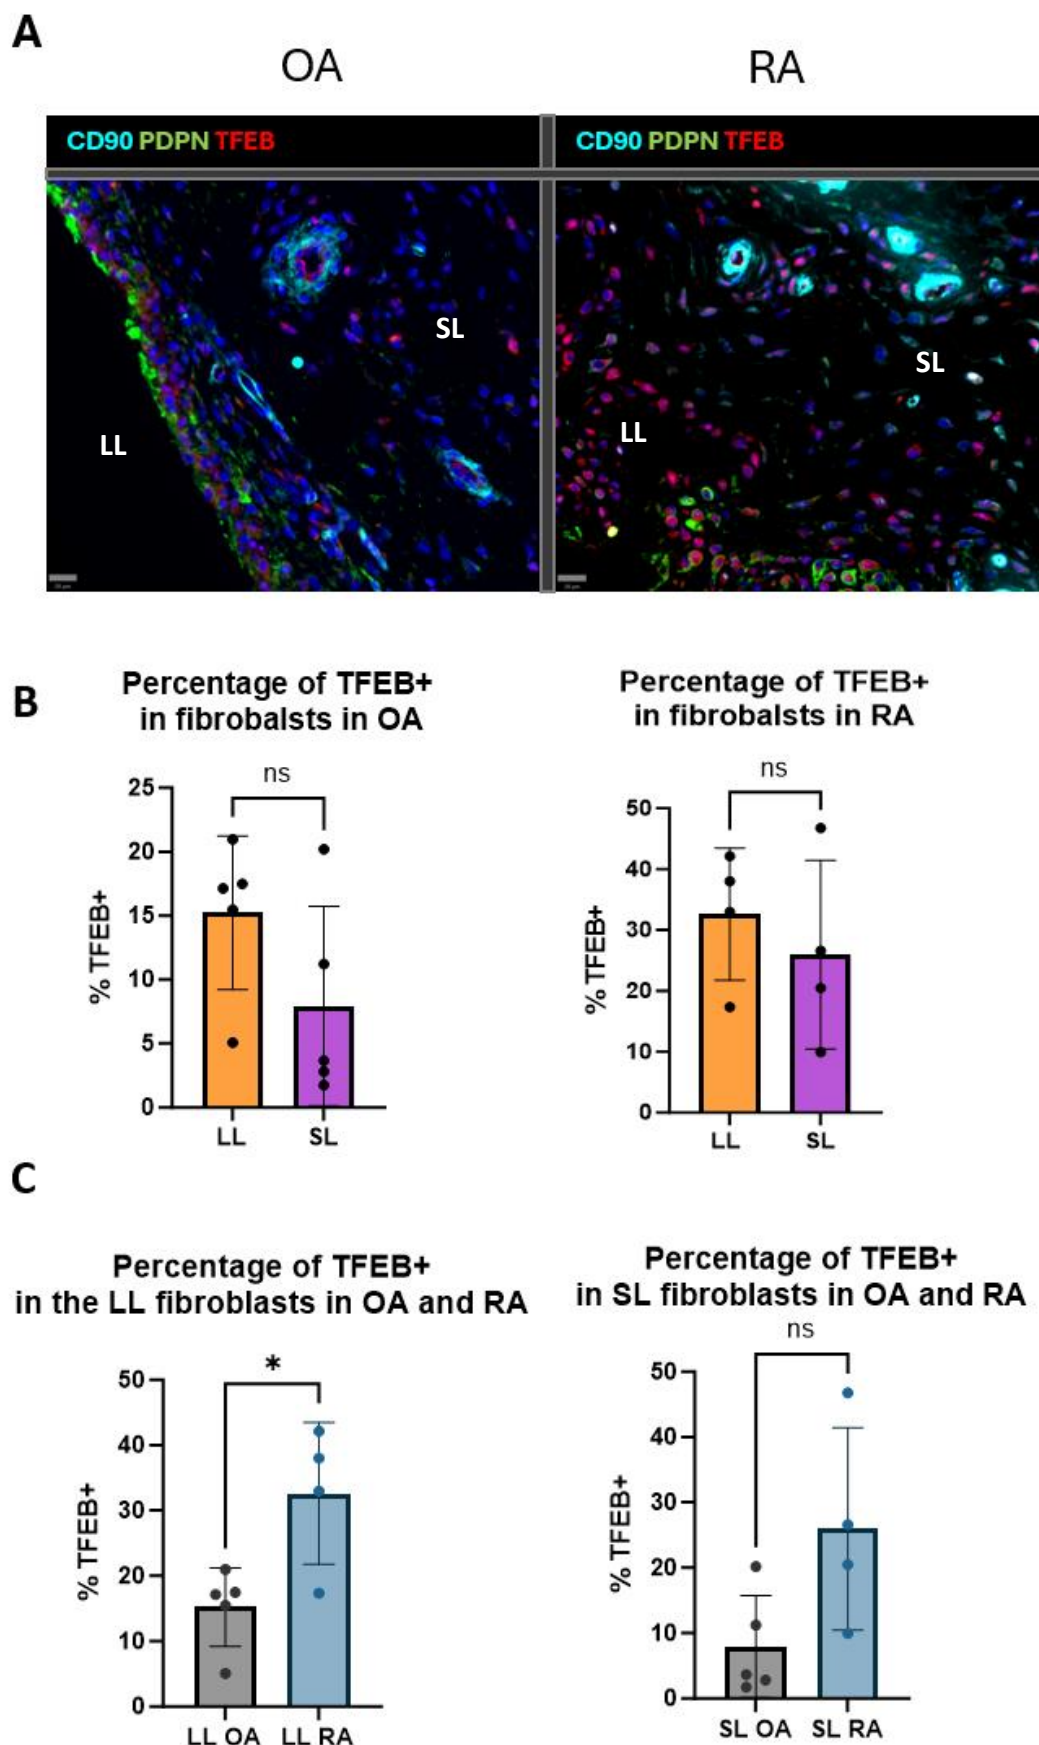 A
OA
RA
CD90 PDPN TFEB
CD90 PDPN TFEB
SL
LL
SL
LL
B
Percentage of TFEB+
in fibrobalsts in OA
ns
% TFEB+
25
20
15
10
5
0
LL
SL
Percentage of TFEB+
in fibrobalsts in RA
ns
% TFEB+
50
40
30
20
10
0
LL
SL
C
Percentage of TFEB+
in the LL fibroblasts in OA and RA
*
% TFEB+
50
40
30
20
10
0
LL OA
LL RA
Percentage of TFEB+
in SL fibroblasts in OA and RA
ns
% TFEB+
50
40
30
20
10
0
SL OA
SL RA